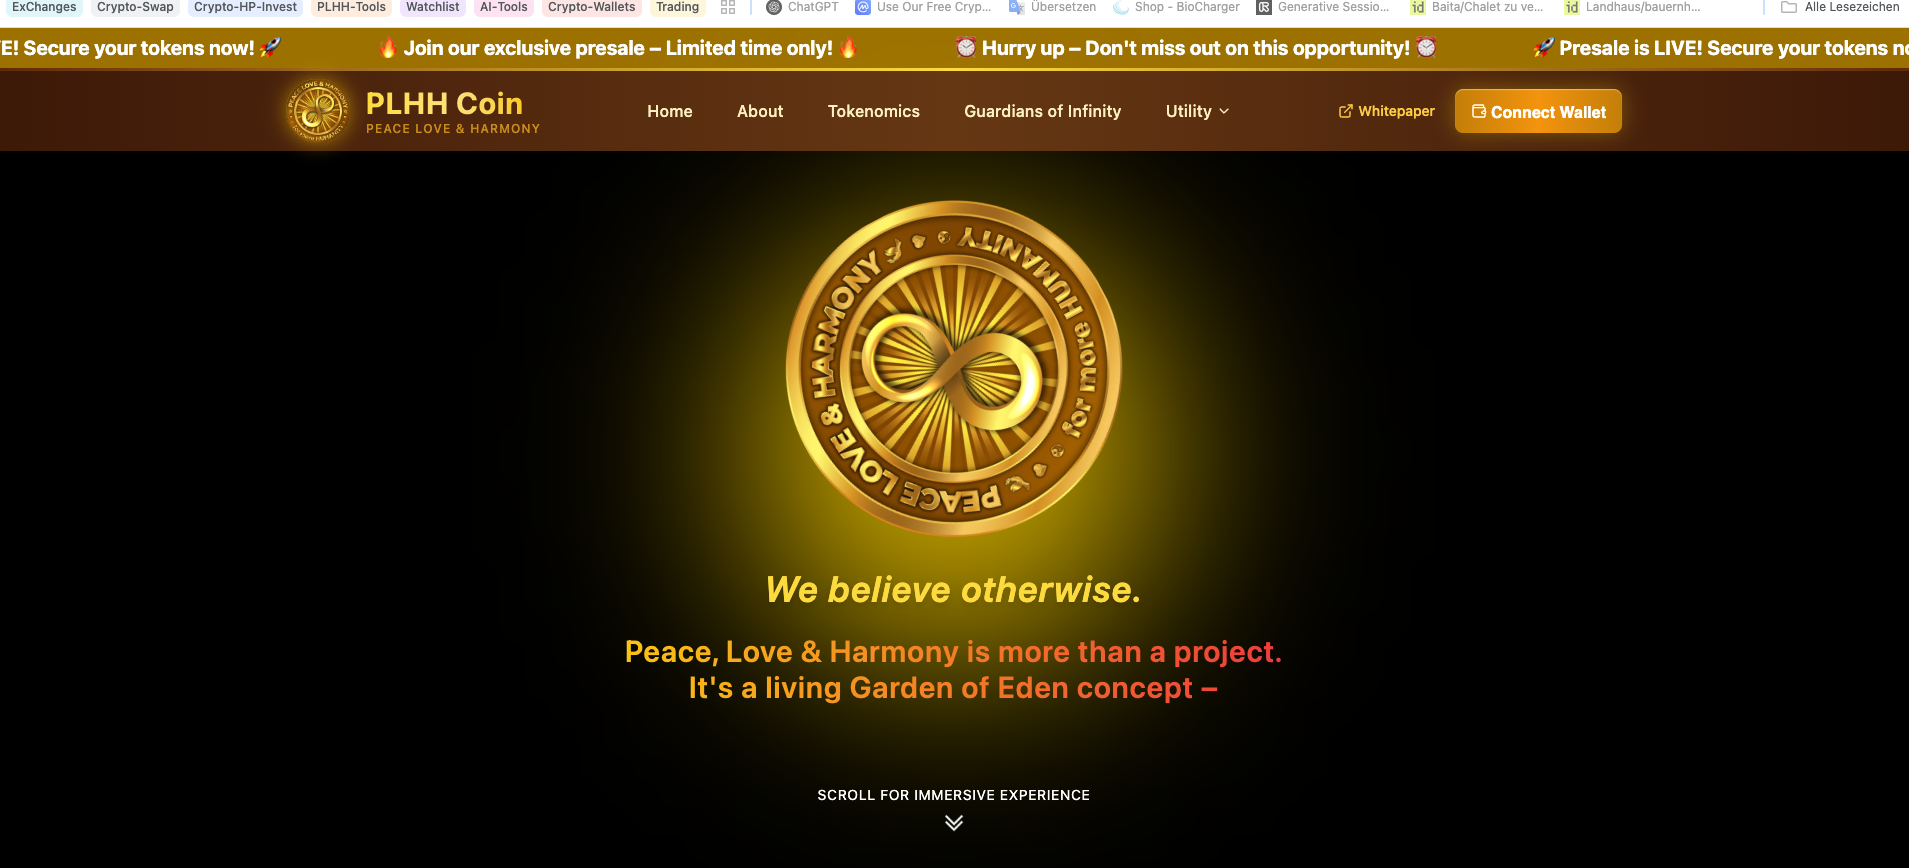 ExChanges Crypto-Swap Crypto-HP-Invest PLHH-Tools Watchlist AI-Tools Crypto-Wallets Trading ChatGPT Use Our Free Cryp... Übersetzen Shop - BioCharger Generative Sessio... Baita/Chalet zu ve... Landhaus/bauernh... Alle Lesezeichen
E! Secure your tokens now! 🚀 🔥 Join our exclusive presale – Limited time only! 🔥 ⏰ Hurry up – Don't miss out on this opportunity! ⏰ 🚀 Presale is LIVE! Secure your tokens no
PLHH Coin
PEACE LOVE & HARMONY
Home About Tokenomics Guardians of Infinity Utility Whitepaper Connect Wallet
PEACE LOVE & HARMONY
for more HUMANITY
We believe otherwise.
Peace, Love & Harmony is more than a project.
It's a living Garden of Eden concept –
SCROLL FOR IMMERSIVE EXPERIENCE